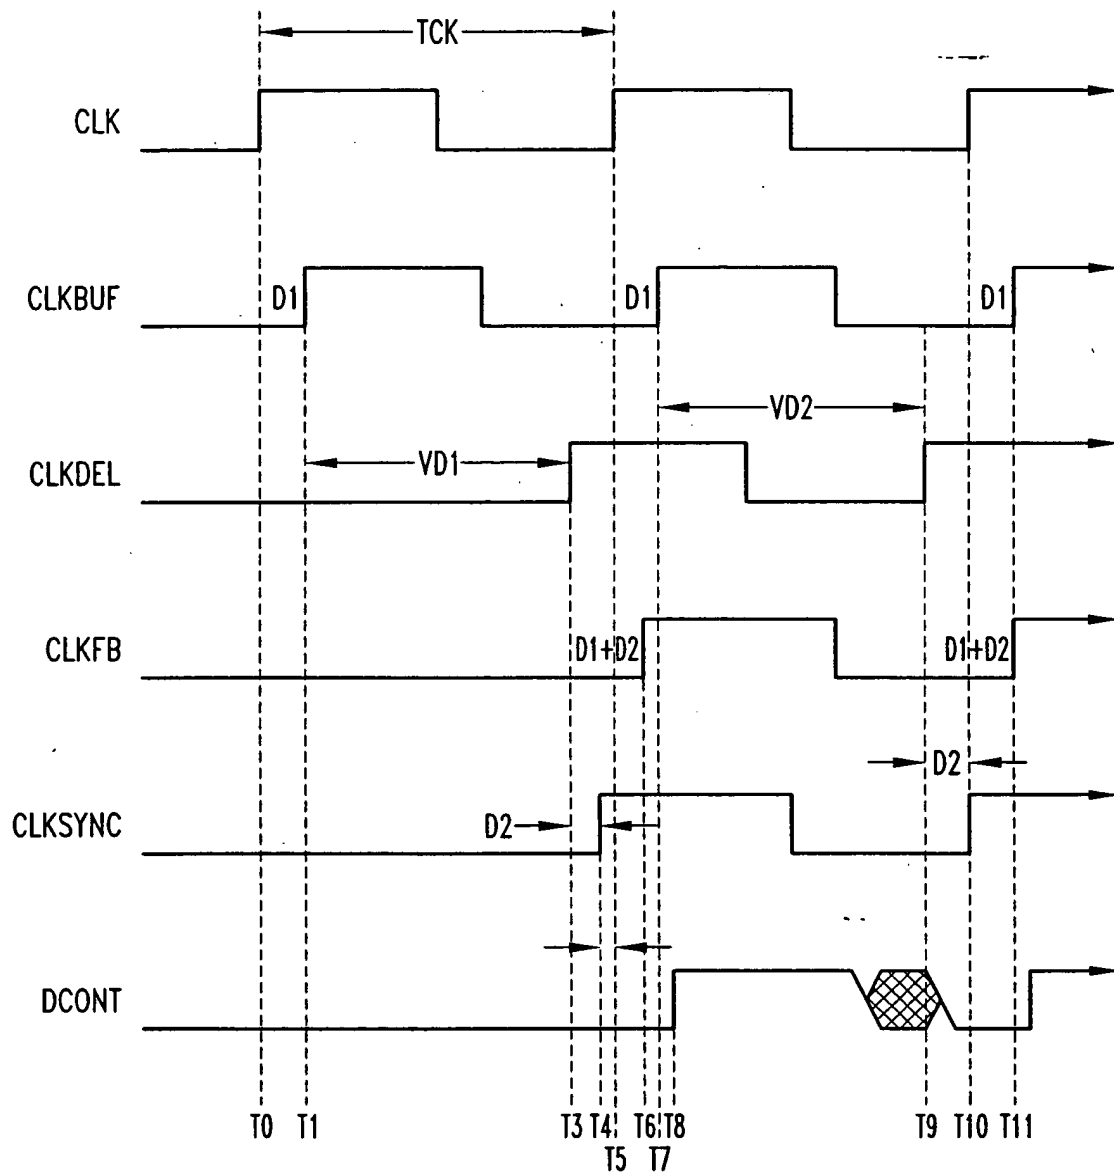 TCK
CLK
CLKBUF D1 D1 D1
VD2
CLKDEL VD1
CLKFB D1+D2 D1+D2
D2
CLKSYNC D2
DCONT
T0 T1 T3 T4 T6 T8 T9 T10 T11
T5 T7